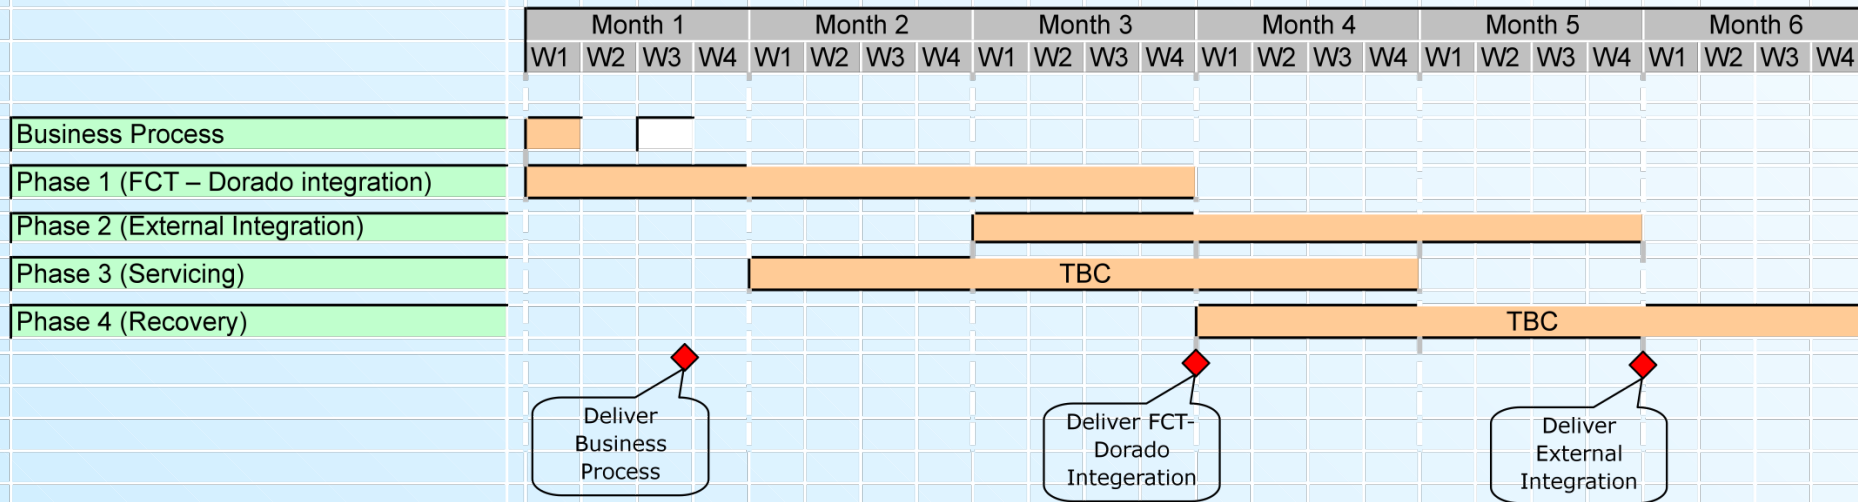 Month 1 Month 2 Month 3 Month 4 Month 5 Month 6
W1 W2 W3 W4 W1 W2 W3 W4 W1 W2 W3 W4 W1 W2 W3 W4 W1 W2 W3 W4 W1 W2 W3 W4
Business Process
Phase 1 (FCT – Dorado integration)
Phase 2 (External Integration)
Phase 3 (Servicing) TBC
Phase 4 (Recovery) TBC
Deliver
Business
Process
Deliver FCT-
Dorado
Integeration
Deliver
External
Integration